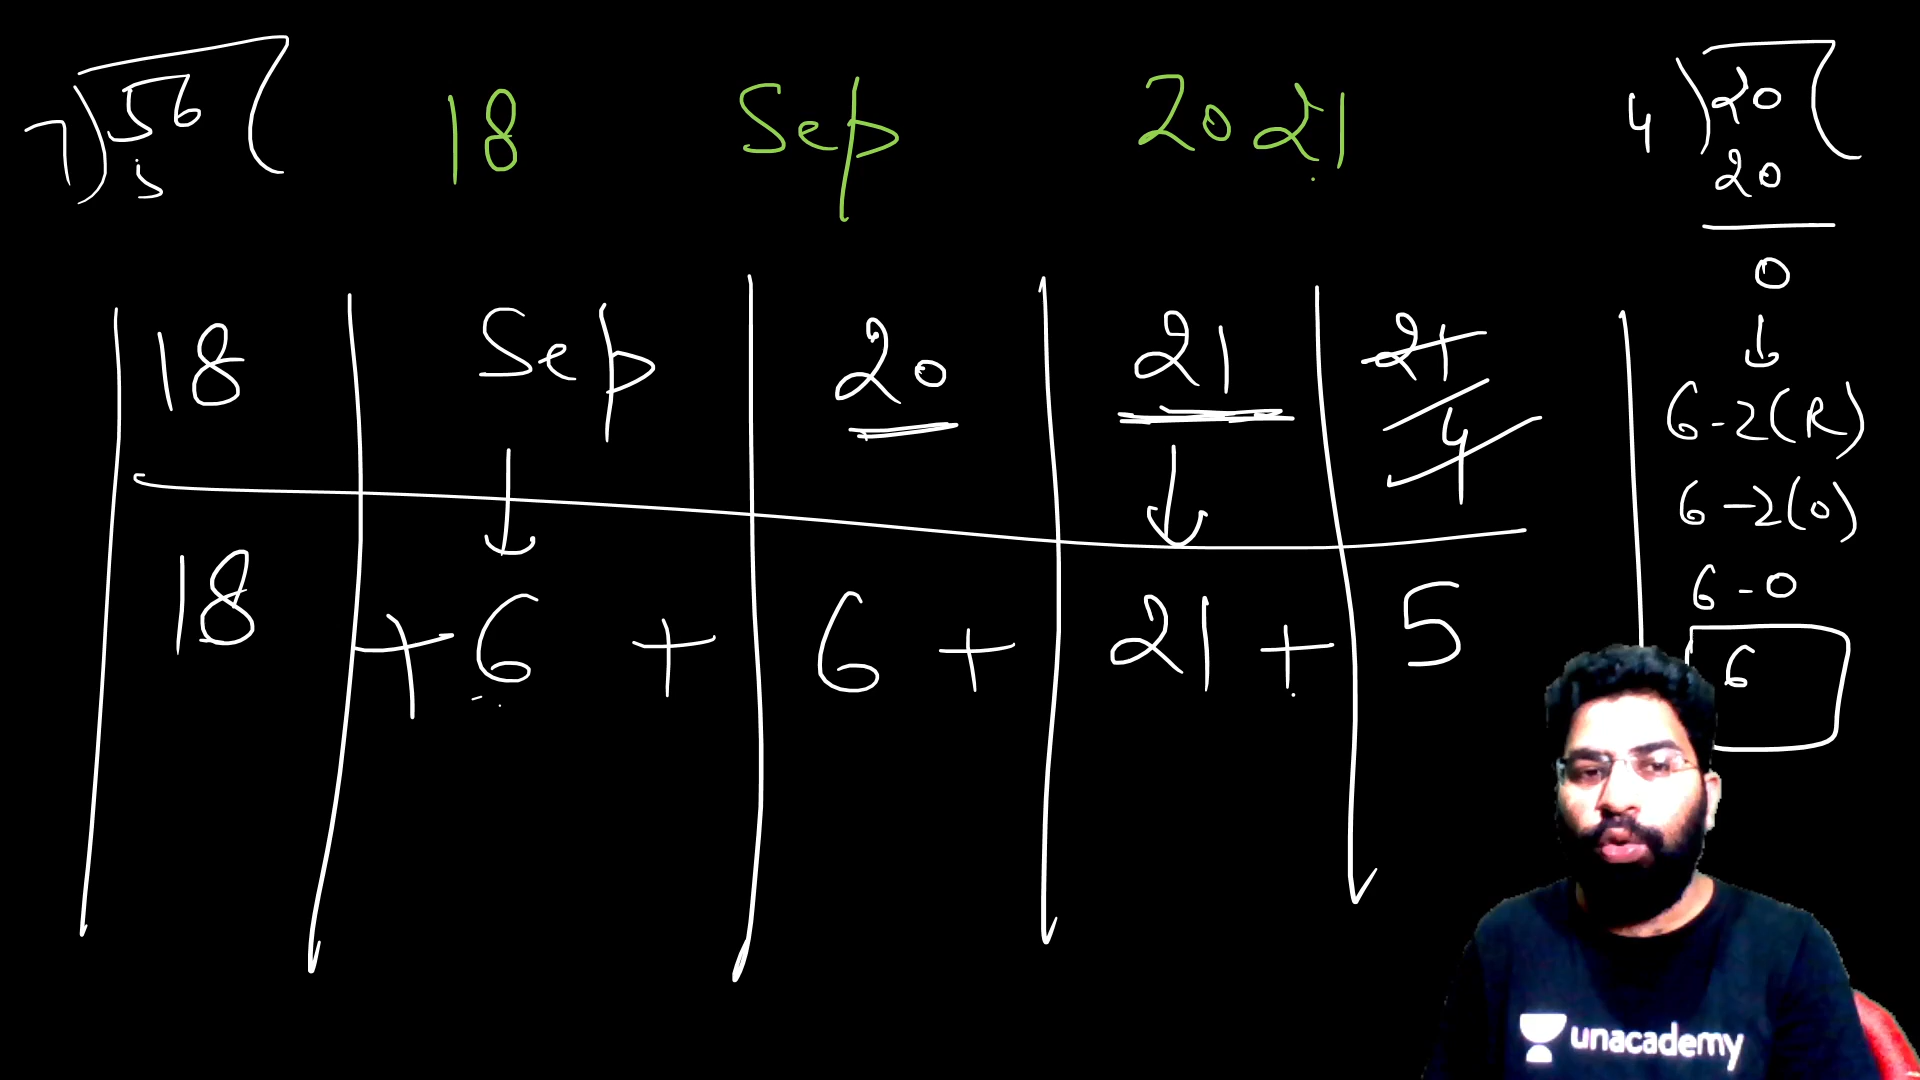 7)56( 18 Sep 2021 4)20(
5 20
0
↓
18 Sep 20 21 21/4 6-2(R)
↓ ↓ 6-2(0)
18 + 6 + 6 + 21 + 5 6-0
6
unacademy